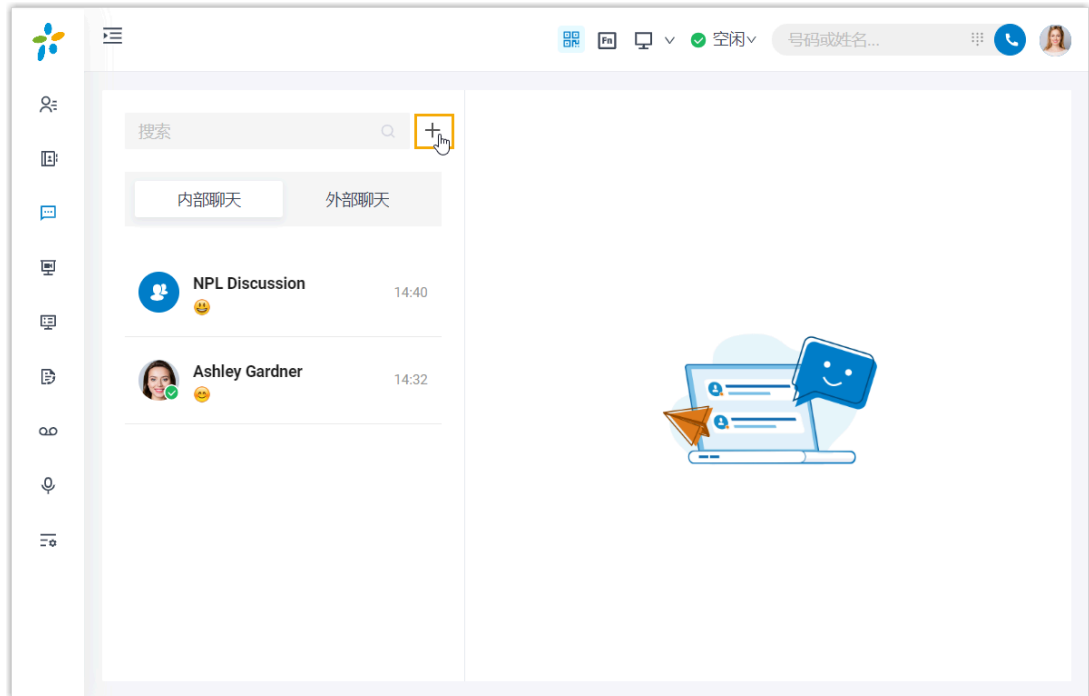 Fn
空闲
号码或姓名...
搜索
内部聊天
外部聊天
NPL Discussion
14:40
Ashley Gardner
14:32